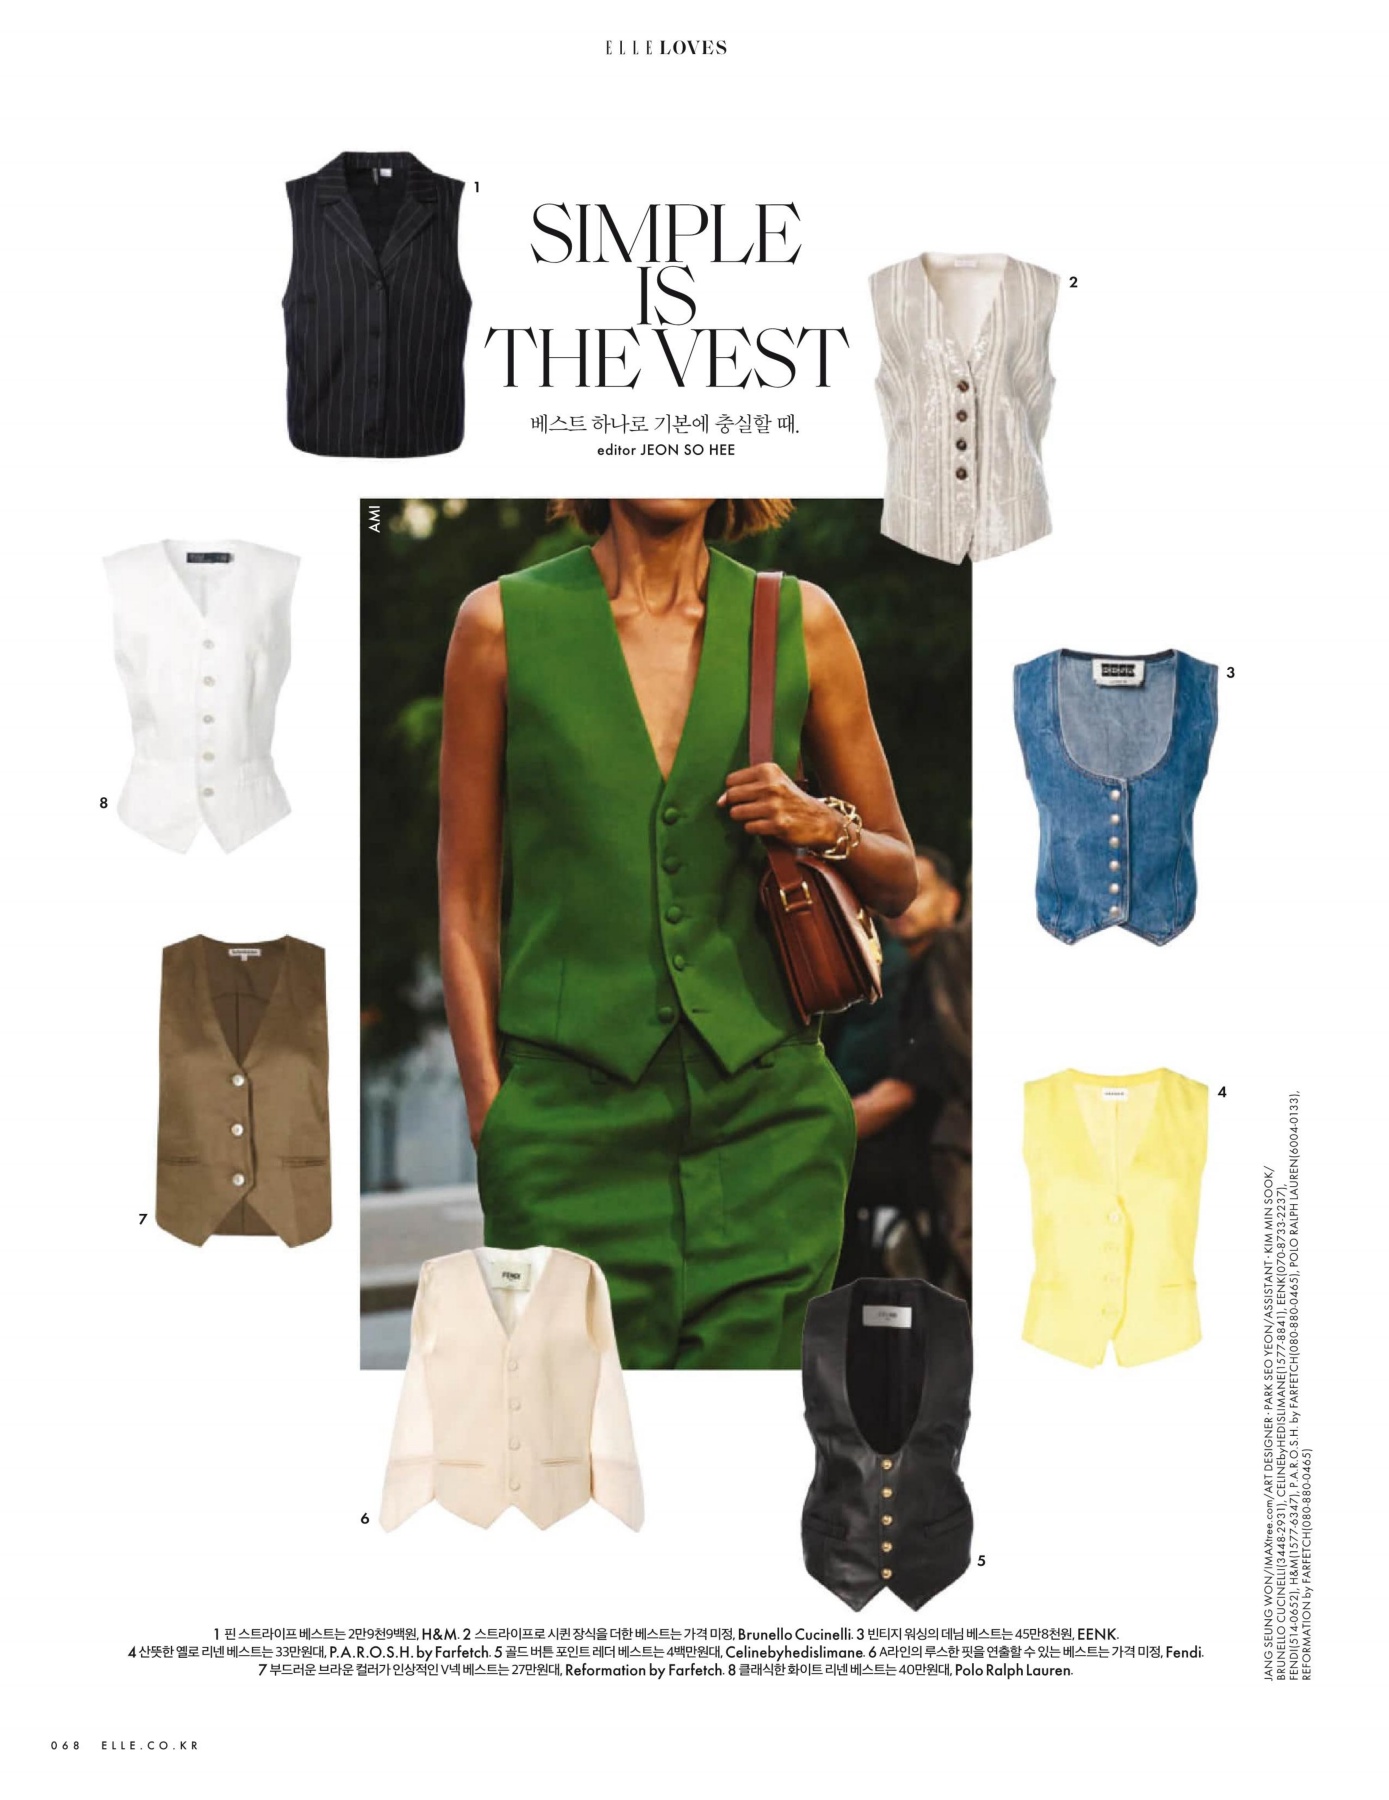 ELLE LOVES
1
SIMPLE
IS
THE VEST
2
베스트 하나로 기본에 충실할 때.
editor JEON SO HEE
AMI
8
EENK
3
4
7
FENDI
6
5
1 핀 스트라이프 베스트는 2만9천9백원, H&M. 2 스트라이프로 시퀸 장식을 더한 베스트는 가격 미정, Brunello Cucinelli. 3 빈티지 워싱의 데님 베스트는 45만8천원, EENK.
4 산뜻한 옐로 리넨 베스트는 33만원대, P.A.R.O.S.H. by Farfetch. 5 골드 버튼 포인트 레더 베스트는 4백만원대, Celinebyhedislimane. 6 A라인의 루스한 핏을 연출할 수 있는 베스트는 가격 미정, Fendi.
7 부드러운 브라운 컬러가 인상적인 V넥 베스트는 27만원대, Reformation by Farfetch. 8 클래식한 화이트 리넨 베스트는 40만원대, Polo Ralph Lauren.
JANG SEUNG WON/IMAXtree.com/ART DESIGNER · PARK SEO YEON/ASSISTANT · KIM MIN SOOK/
BRUNELLO CUCINELLI(3448-2931), CELINEbyHEDISLIMANE(1577-8841), EENK(070-8733-2237),
FENDI(514-0652), H&M(1577-6347), P.A.R.O.S.H. by FARFETCH(080-880-0465), POLO RALPH LAUREN(6004-0133),
REFORMATION by FARFETCH(080-880-0465)
068 ELLE.CO.KR